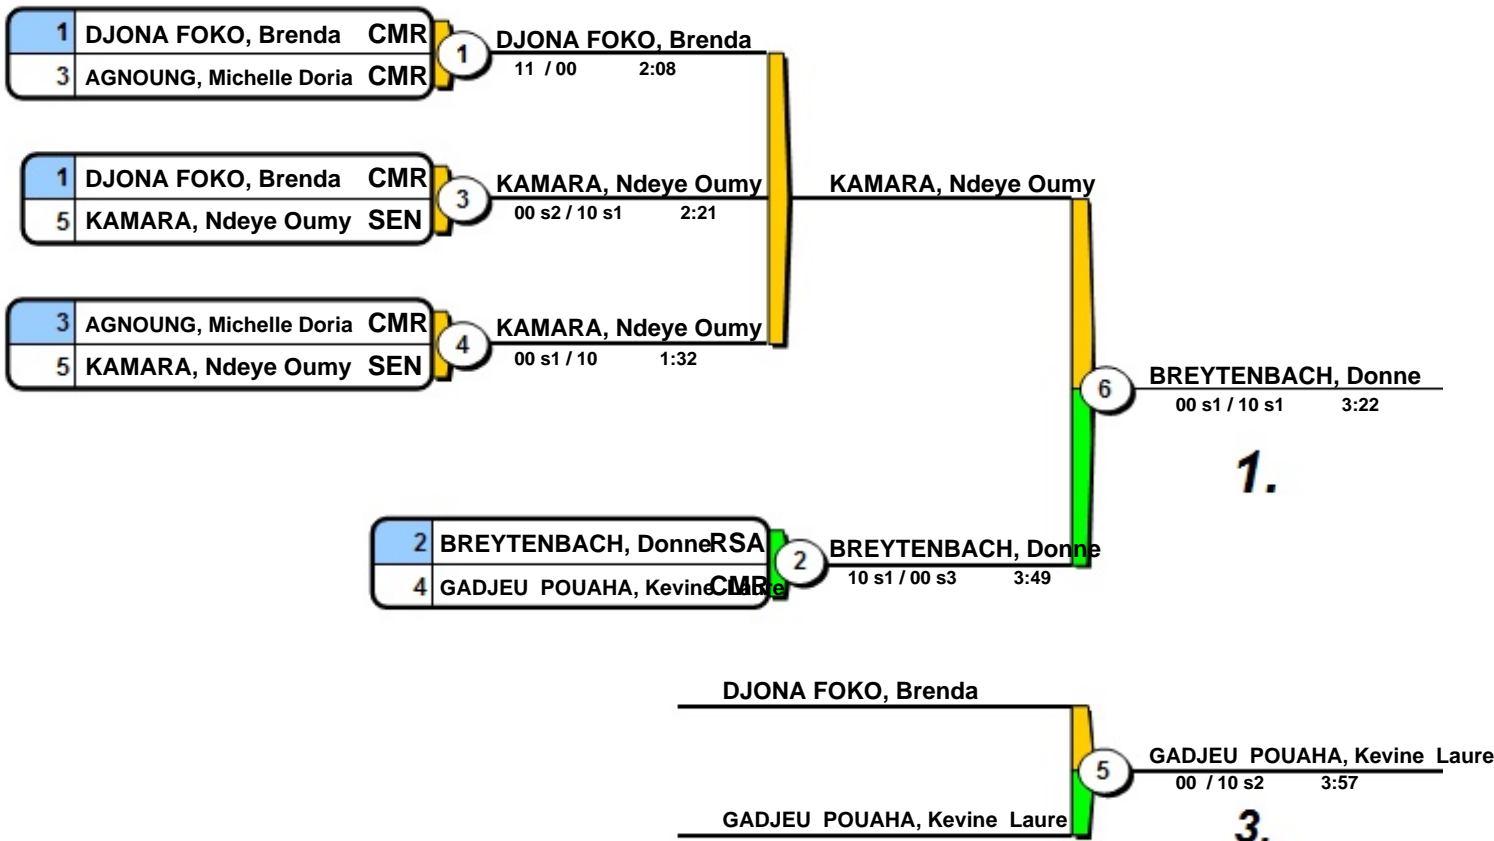 1 DJONA FOKO, Brenda CMR
3 AGNOUNG, Michelle Doria CMR
1 DJONA FOKO, Brenda
11 / 00 2:08
1 DJONA FOKO, Brenda CMR
5 KAMARA, Ndeye Oumy SEN
3 KAMARA, Ndeye Oumy
00 s2 / 10 s1 2:21
KAMARA, Ndeye Oumy
3 AGNOUNG, Michelle Doria CMR
5 KAMARA, Ndeye Oumy SEN
4 KAMARA, Ndeye Oumy
00 s1 / 10 1:32
6 BREYTENBACH, Donne
00 s1 / 10 s1 3:22
1.
2 BREYTENBACH, Donne RSA
4 GADJEU POUAHA, Kevine Laure CMR
2 BREYTENBACH, Donne
10 s1 / 00 s3 3:49
DJONA FOKO, Brenda
5 GADJEU POUAHA, Kevine Laure
00 / 10 s2 3:57
GADJEU POUAHA, Kevine Laure
3.